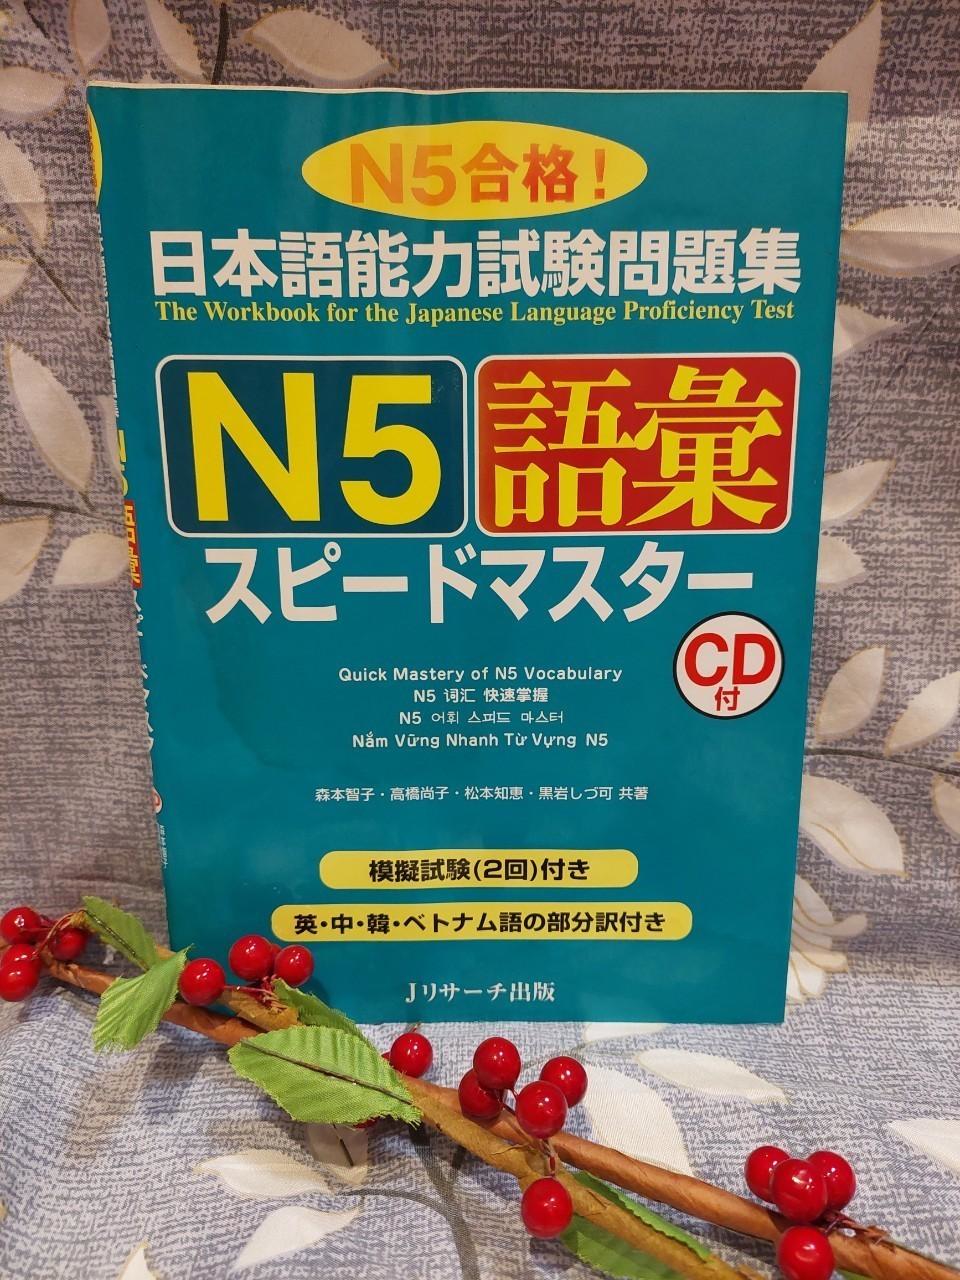 N5合格!
日本語能力試験問題集
The Workbook for the Japanese Language Proficiency Test
N5 語彙
スピードマスター
CD
付
Quick Mastery of N5 Vocabulary
N5 词汇 快速掌握
N5 어휘 스피드 마스터
Nắm Vững Nhanh Từ Vựng N5
森本智子・高橋尚子・松本知恵・黒岩しづ可 共著
模擬試験(2回)付き
英・中・韓・ベトナム語の部分訳付き
Jリサーチ出版
N5 語彙